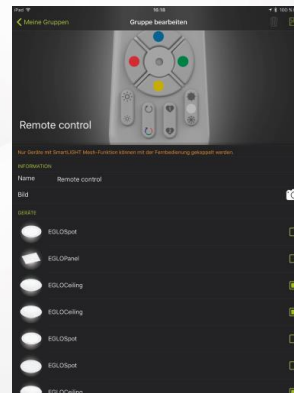 iPad
18:18
100 %
Meine Gruppen
Gruppe bearbeiten
Remote control
Nur Geräte mit SmartLIGHT Mesh-Funktion können mit der Fernbedienung gekoppelt werden.
INFORMATION
Name Remote control
Bild
GERÄTE
EGLOSpot
EGLOPanel
EGLOCeiling
EGLOCeiling
EGLOSpot
EGLOSpot
EGLOCeiling